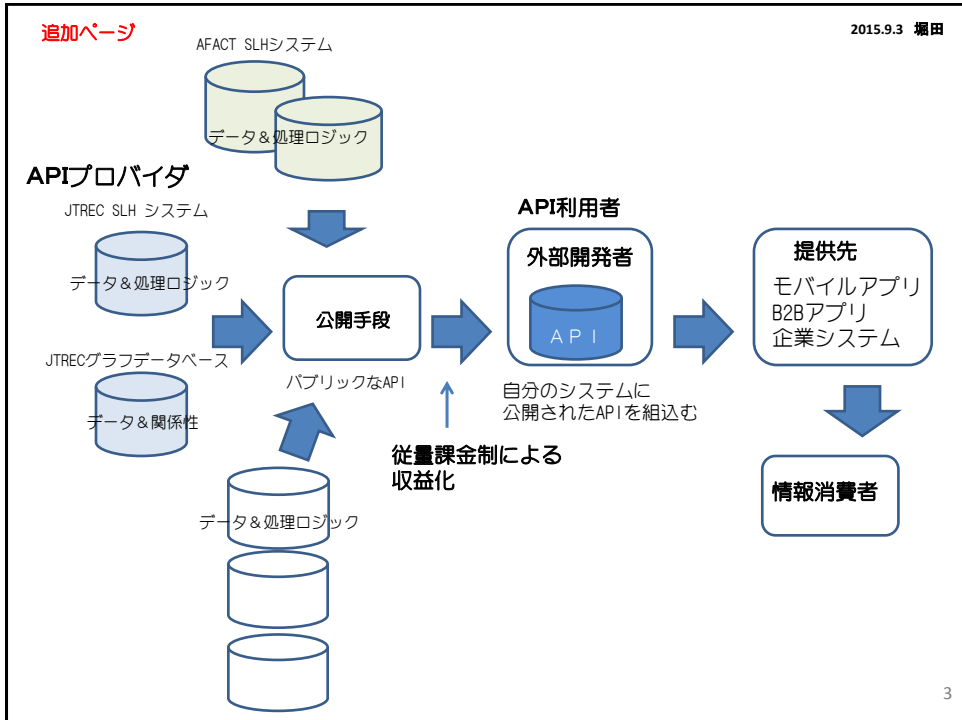 追加ページ
2015.9.3 堀田
AFACT SLHシステム
データ&処理ロジック
APIプロバイダ
JTREC SLH システム
データ&処理ロジック
JTRECグラフデータベース
データ&関係性
公開手段
パブリックなAPI
データ&処理ロジック
従量課金制による
収益化
API利用者
外部開発者
API
自分のシステムに
公開されたAPIを組込む
提供先
モバイルアプリ
B2Bアプリ
企業システム
情報消費者
3